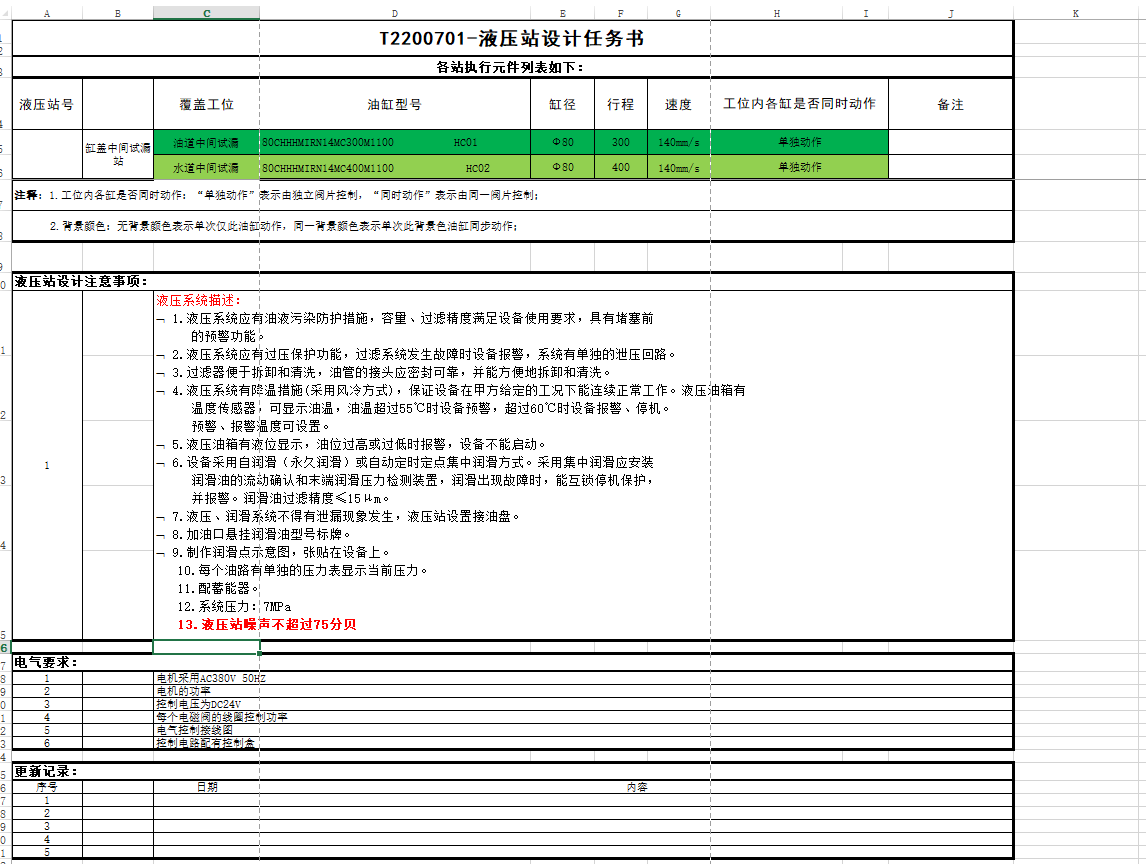 A B C D E F G H I J K
T2200701-液压站设计任务书
各站执行元件列表如下：
液压站号 覆盖工位 油缸型号 缸径 行程 速度 工位内各缸是否同时动作 备注
缸盖中间试漏站 油道中间试漏 80CHHHMIRN14MC300M1100 HC01 Φ80 300 140mm/s 单独动作
水道中间试漏 80CHHHMIRN14MC400M1100 HC02 Φ80 400 140mm/s 单独动作
注释：1.工位内各缸是否同时动作：“单独动作”表示由独立阀片控制，“同时动作”表示由同一阀片控制；
2.背景颜色：无背景颜色表示单次仅此油缸动作，同一背景颜色表示单次此背景色油缸同步动作；
液压站设计注意事项：
1
液压系统描述：
¬ 1.液压系统应有油液污染防护措施，容量、过滤精度满足设备使用要求，具有堵塞前
的预警功能。
¬ 2.液压系统应有过压保护功能，过滤系统发生故障时设备报警，系统有单独的泄压回路。
¬ 3.过滤器便于拆卸和清洗，油管的接头应密封可靠，并能方便地拆卸和清洗。
¬ 4.液压系统有降温措施(采用风冷方式)，保证设备在甲方给定的工况下能连续正常工作。液压油箱有
温度传感器，可显示油温，油温超过55℃时设备预警，超过60℃时设备报警、停机。
预警、报警温度可设置。
¬ 5.液压油箱有液位显示，油位过高或过低时报警，设备不能启动。
¬ 6.设备采用自润滑（永久润滑）或自动定时定点集中润滑方式。采用集中润滑应安装
润滑油的流动确认和末端润滑压力检测装置，润滑出现故障时，能互锁停机保护，
并报警。润滑油过滤精度≤15μm。
¬ 7.液压、润滑系统不得有泄漏现象发生，液压站设置接油盘。
¬ 8.加油口悬挂润滑油型号标牌。
¬ 9.制作润滑点示意图，张贴在设备上。
10.每个油路有单独的压力表显示当前压力。
11.配蓄能器。
12.系统压力：7MPa
13.液压站噪声不超过75分贝
电气要求：
1 电机采用AC380V 50HZ
2 电机的功率
3 控制电压为DC24V
4 每个电磁阀的线圈控制功率
5 电气控制接线图
6 控制电路配有控制盒
更新记录：
序号 日期 内容
1
2
3
4
5